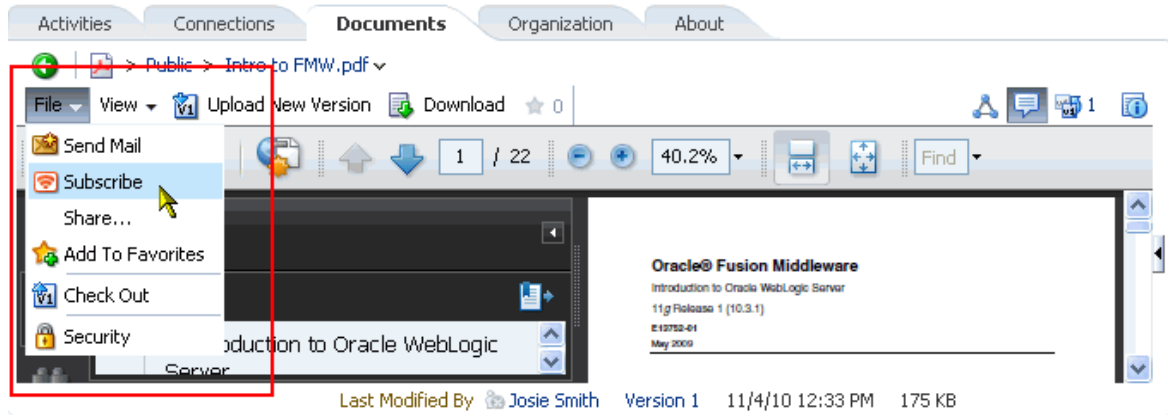 Activities Connections Documents Organization About
> Public > Intro to FMW.pdf
File View Upload New Version Download 0 1
Send Mail
1 / 22 40.2% Find
Subscribe
Share...
Add To Favorites
Oracle® Fusion Middleware
Introduction to Oracle WebLogic Server
11g Release 1 (10.3.1)
E13752-01
May 2009
Check Out
Security
oduction to Oracle WebLogic
Server
Last Modified By Josie Smith Version 1 11/4/10 12:33 PM 175 KB